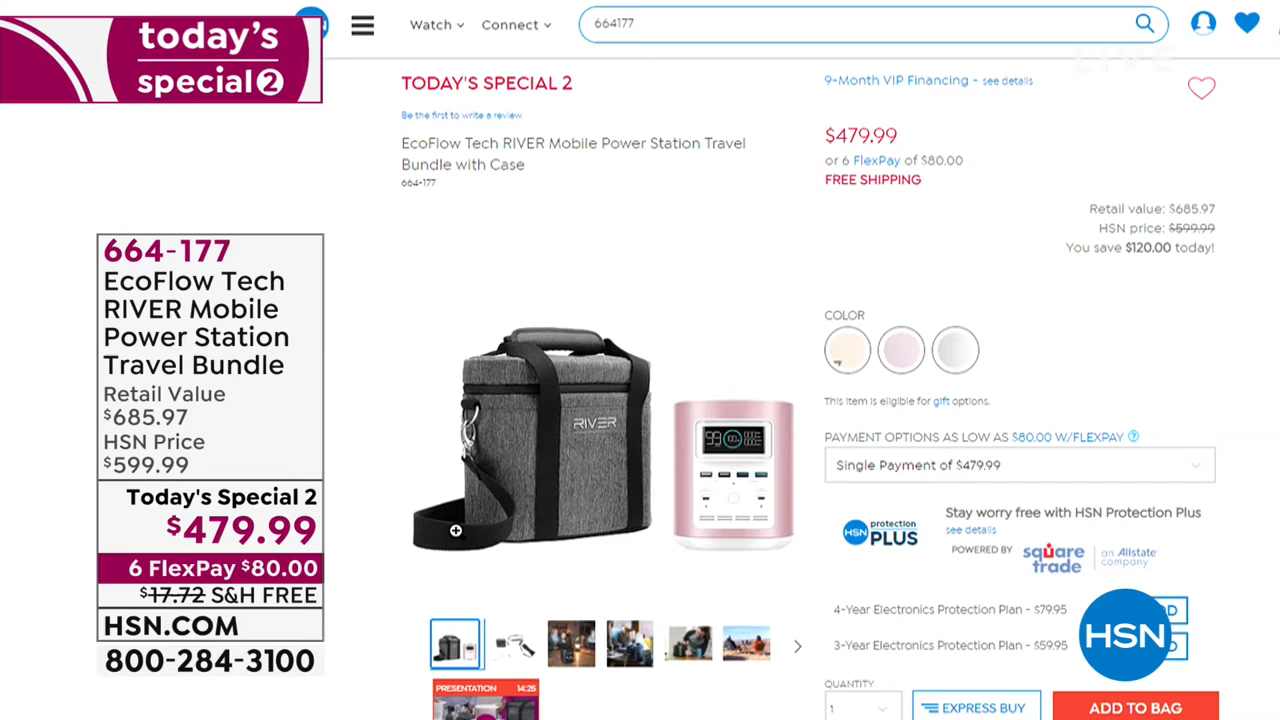 today's
special2
664-177
EcoFlow Tech
RIVER Mobile
Power Station
Travel Bundle
Retail Value
$685.97
HSN Price
$599.99
Today's Special 2
$479.99
6 FlexPay $80.00
$17.72 S&H FREE
HSN.COM
800-284-3100
Watch
Connect
664177
LIVE
TODAY'S SPECIAL 2
Be the first to write a review
EcoFlow Tech RIVER Mobile Power Station Travel
Bundle with Case
664-177
9-Month VIP Financing - see details
$479.99
or 6 FlexPay of $80.00
FREE SHIPPING
Retail value: $685.97
HSN price: $599.99
You save $120.00 today!
RIVER
COLOR
This item is eligible for gift options.
PAYMENT OPTIONS AS LOW AS $80.00 W/FLEXPAY ?
Single Payment of $479.99
HSN protection PLUS
Stay worry free with HSN Protection Plus
see details
POWERED BY square trade | an Allstate company
4-Year Electronics Protection Plan - $79.95
3-Year Electronics Protection Plan - $59.95
HSN
PRESENTATION 14:25
QUANTITY
1
EXPRESS BUY
ADD TO BAG